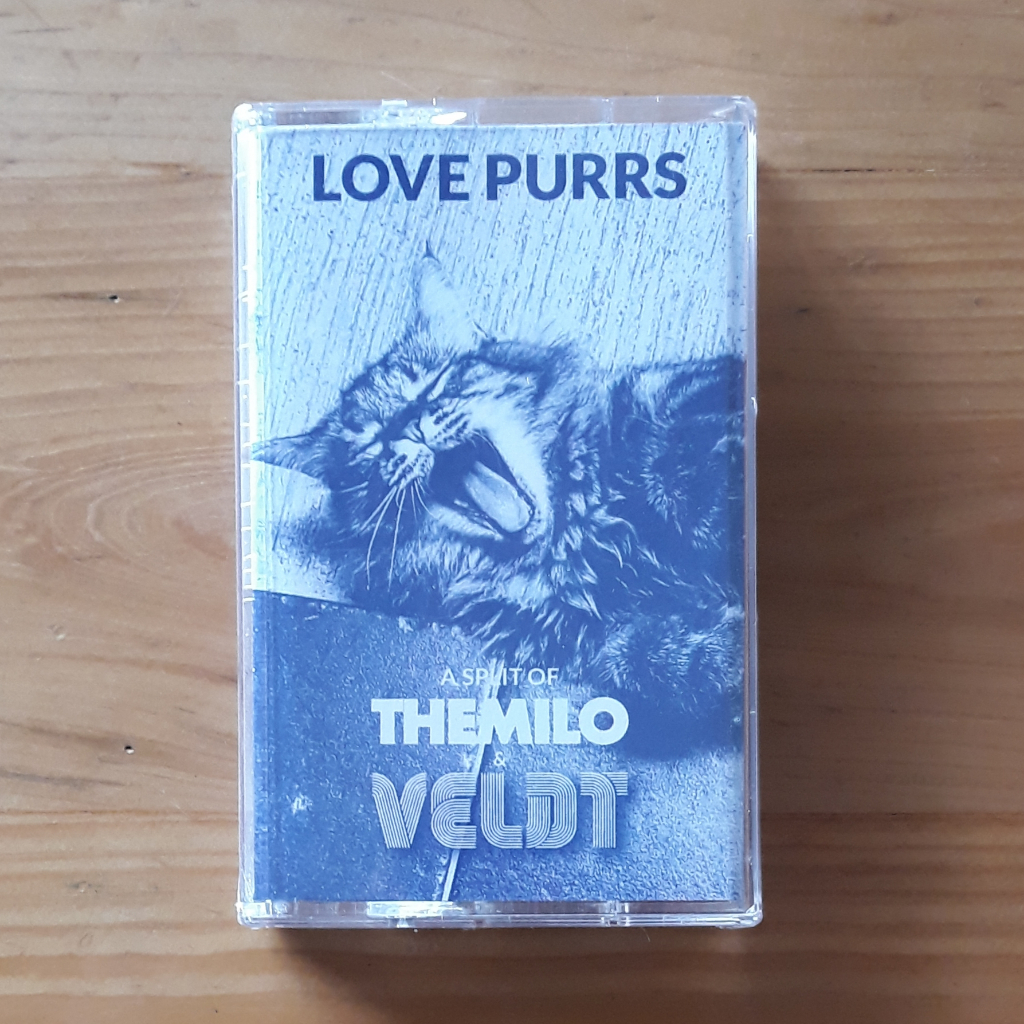 LOVE PURRS
A SPLIT OF
THEMILO
&
VELDT